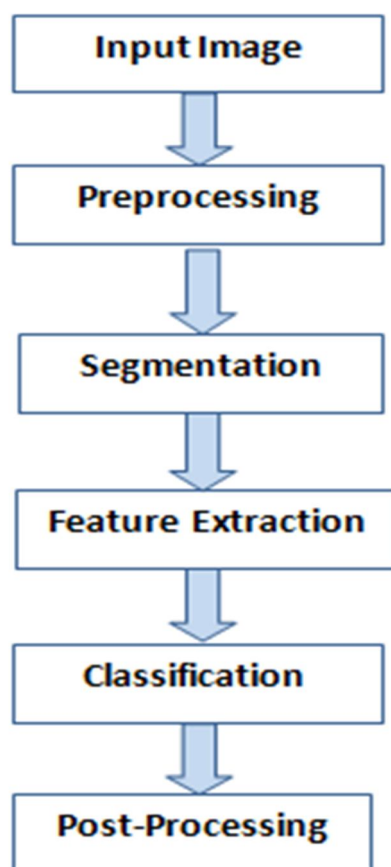 Input Image
Preprocessing
Segmentation
Feature Extraction
Classification
Post-Processing